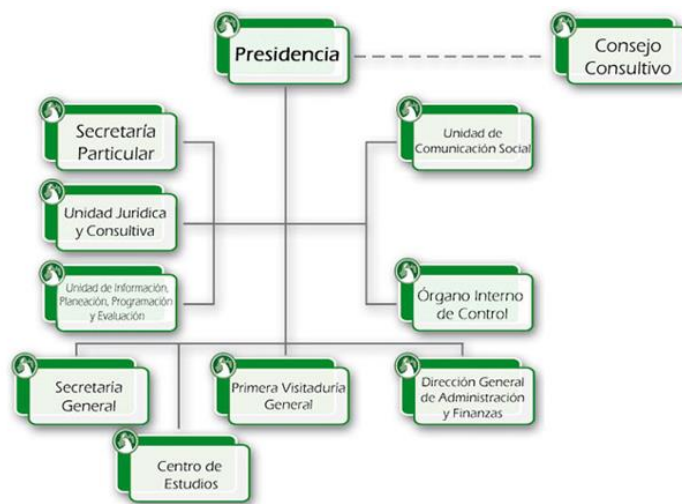 Presidencia
Consejo
Consultivo
Secretaría
Particular
Unidad de
Comunicación Social
Unidad Jurídica
y Consultiva
Unidad de Información,
Planeación, Programación
y Evaluación
Órgano Interno
de Control
Secretaría
General
Primera Visitaduría
General
Dirección General
de Administración
y Finanzas
Centro de
Estudios